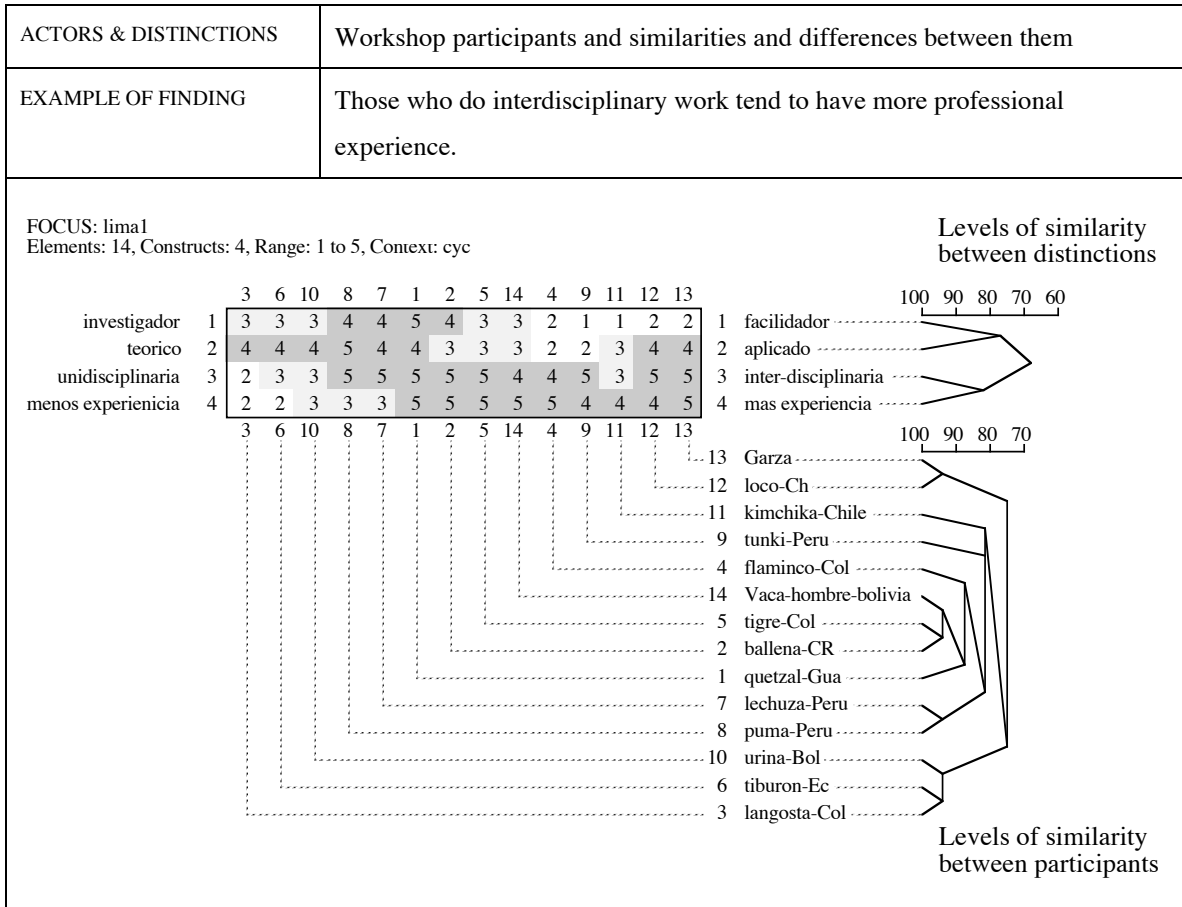 ACTORS & DISTINCTIONS
Workshop participants and similarities and differences between them
EXAMPLE OF FINDING
Those who do interdisciplinary work tend to have more professional
experience.
FOCUS: lima1
Elements: 14, Constructs: 4, Range: 1 to 5, Context: cyc
Levels of similarity
between distinctions
3 6 10 8 7 1 2 5 14 4 9 11 12 13
100 90 80 70 60
investigador 1 3 3 3 4 4 5 4 3 3 2 1 1 2 2 1 facilidador
teorico 2 4 4 4 5 4 4 3 3 3 2 2 3 4 4 2 aplicado
unidisciplinaria 3 2 3 3 5 5 5 5 5 4 4 5 3 5 5 3 inter-disciplinaria
menos experienicia 4 2 2 3 3 3 5 5 5 5 5 4 4 4 5 4 mas experiencia
3 6 10 8 7 1 2 5 14 4 9 11 12 13
100 90 80 70
13 Garza
12 loco-Ch
11 kimchika-Chile
9 tunki-Peru
4 flaminco-Col
14 Vaca-hombre-bolivia
5 tigre-Col
2 ballena-CR
1 quetzal-Gua
7 lechuza-Peru
8 puma-Peru
10 urina-Bol
6 tiburon-Ec
3 langosta-Col
Levels of similarity
between participants